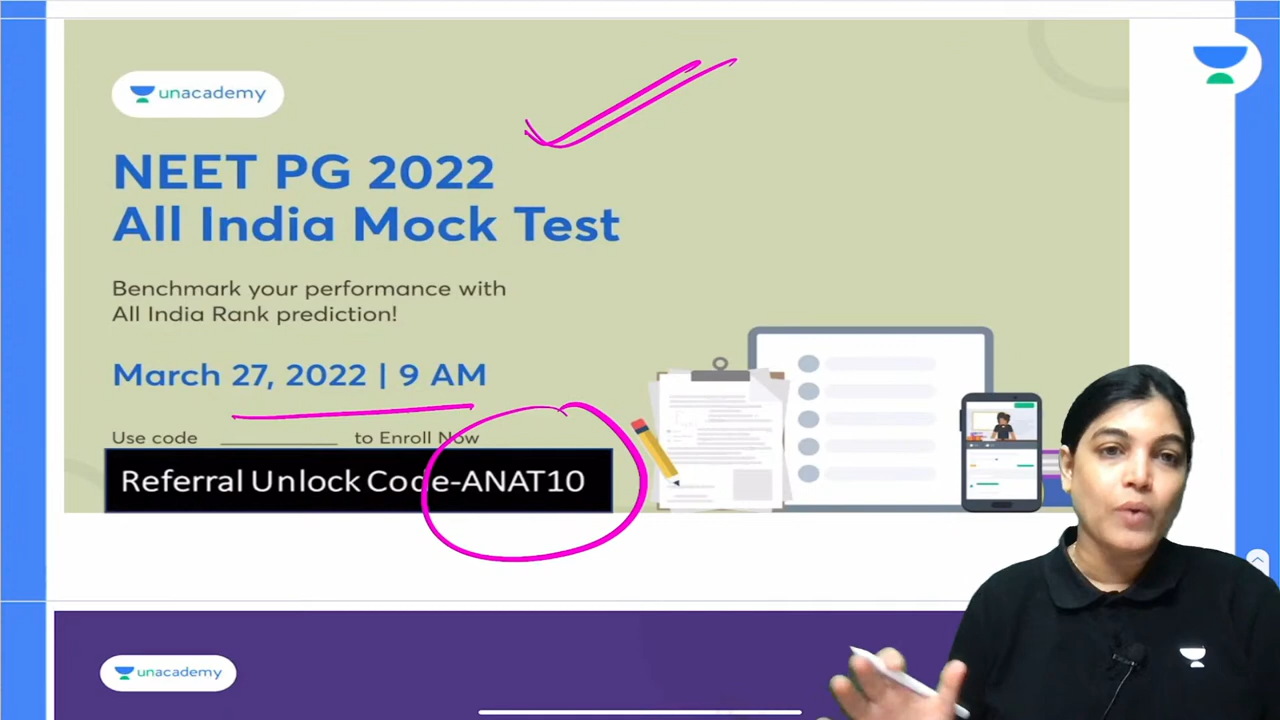 unacademy
NEET PG 2022
All India Mock Test
Benchmark your performance with
All India Rank prediction!
March 27, 2022 | 9 AM
Use code ____________ to Enroll Now
Referral Unlock Code-ANAT10
unacademy